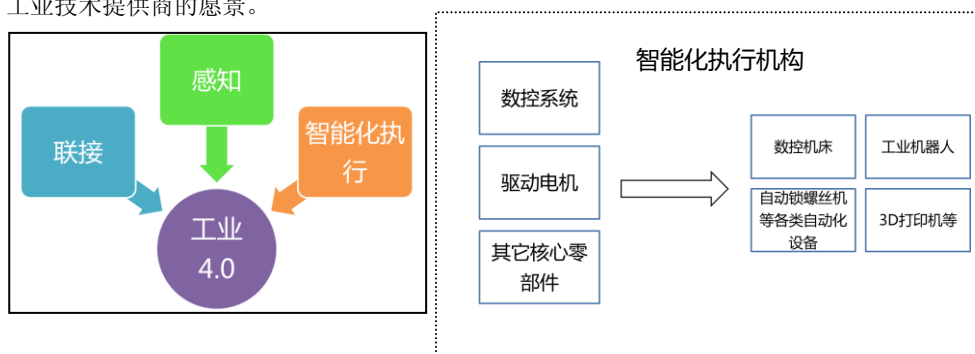 工业技术提供商的愿景。
感知
联接
智能化执
行
工业
4.0
智能化执行机构
数控系统
驱动电机
其它核心零
部件
数控机床
工业机器人
自动锁螺丝机
等各类自动化
设备
3D打印机等